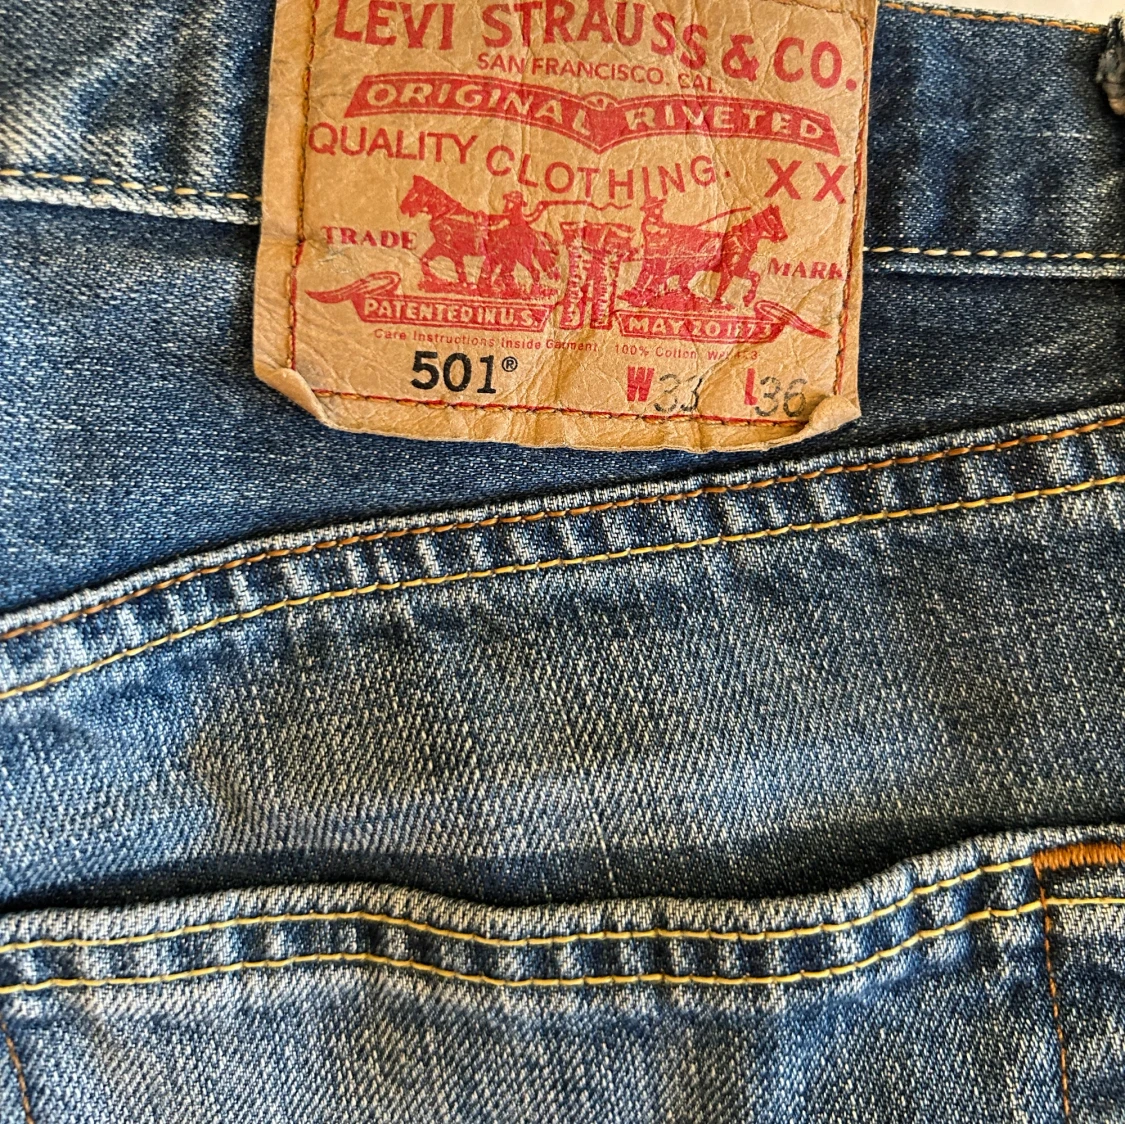 LEVI STRAUSS & CO.
SAN FRANCISCO, CAL.
ORIGINAL RIVETED
QUALITY CLOTHING. XX
TRADE MARK
PATENTED IN U.S. MAY 20 1873
Care Instructions Inside Garment 100% Cotton
501® W33 L36